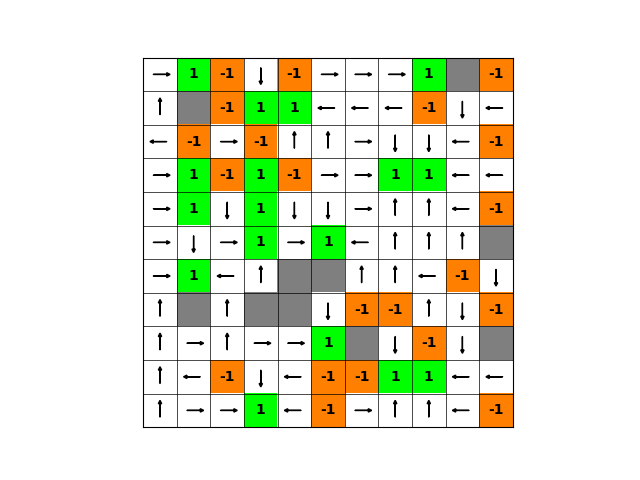 → 1 -1 ↓ -1 → → → 1 -1
↑ -1 1 1 ← ← ← -1 ↓ ←
← -1 → -1 ↑ ↑ → ↓ ↓ ← -1
→ 1 -1 1 -1 → → 1 1 ← ←
→ 1 ↓ 1 ↓ ↓ → ↑ ↑ ← -1
→ ↓ → 1 → 1 ← ↑ ↑ ↑
→ 1 ← ↑ ↑ ↑ ← -1 ↓
↑ ↑ ↓ -1 -1 ↑ ↓ -1
↑ → ↑ → → 1 ↓ -1 ↓
↑ ← -1 ↓ ← -1 -1 1 1 ← ←
↑ → → 1 ← -1 → ↑ ↑ ← -1